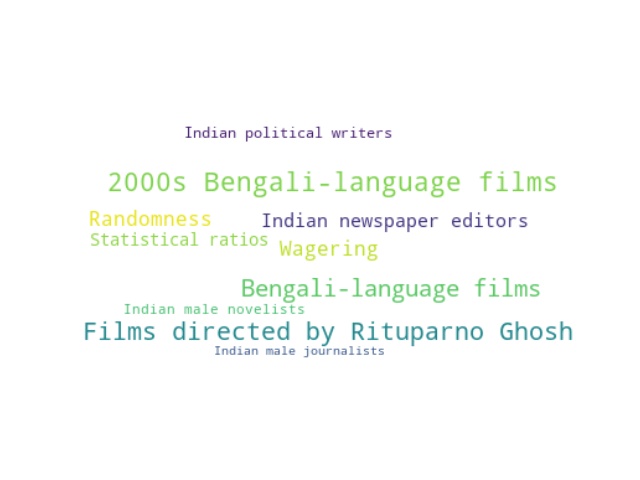 Indian political writers
2000s Bengali-language films
Randomness
Indian newspaper editors
Statistical ratios
Wagering
Bengali-language films
Indian male novelists
Films directed by Rituparno Ghosh
Indian male journalists